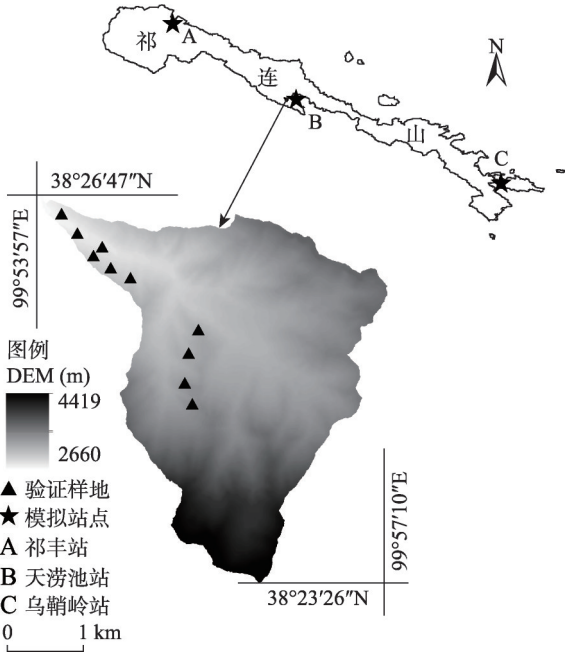 祁
A
连
B
山
C
N
38°26′47″N
99°53′57″E
图例
DEM (m)
4419
2660
验证样地
模拟站点
A 祁丰站
B 天涝池站
C 乌鞘岭站
0 1 km
99°57′10″E
38°23′26″N